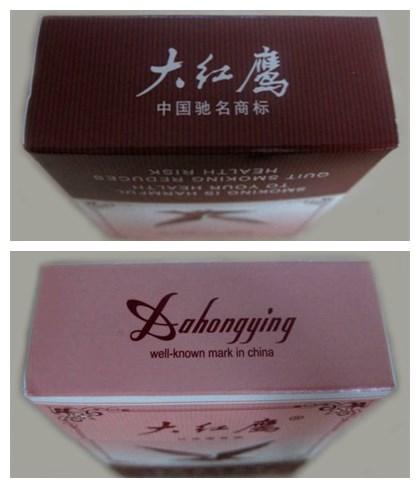 大红鹰
中国驰名商标
SMOKING IS HARMFUL
TO YOUR HEALTH
QUIT SMOKING REDUCES
HEALTH RISK
Dahongying
well-known mark in china
大红鹰®